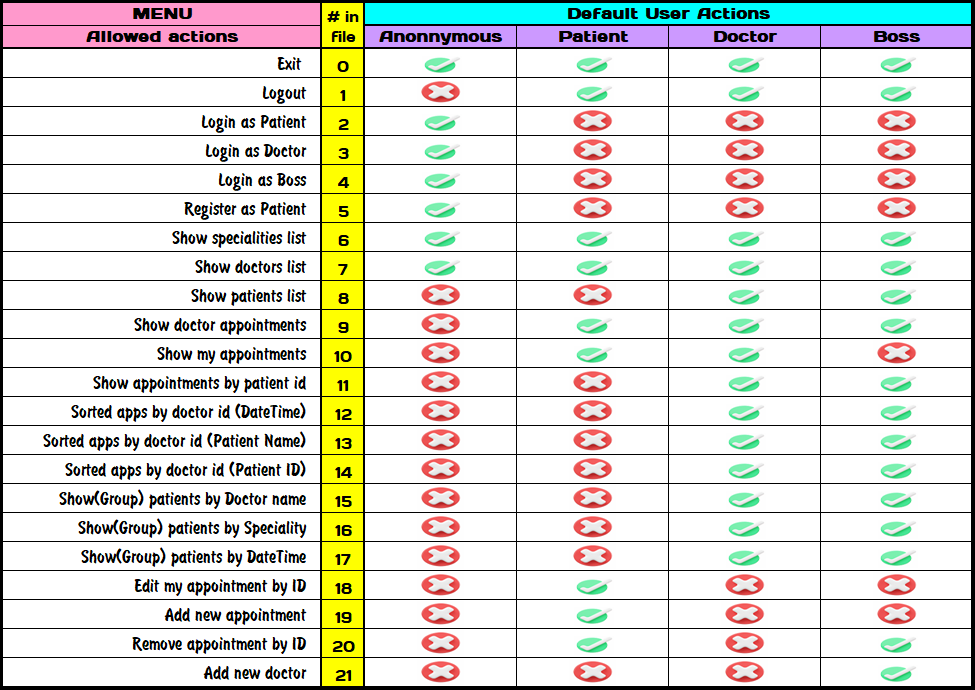 MENU # in file Default User Actions
Allowed actions Anonnymous Patient Doctor Boss
Exit 0
Logout 1
Login as Patient 2
Login as Doctor 3
Login as Boss 4
Register as Patient 5
Show specialities list 6
Show doctors list 7
Show patients list 8
Show doctor appointments 9
Show my appointments 10
Show appointments by patient id 11
Sorted apps by doctor id (DateTime) 12
Sorted apps by doctor id (Patient Name) 13
Sorted apps by doctor id (Patient ID) 14
Show(Group) patients by Doctor name 15
Show(Group) patients by Speciality 16
Show(Group) patients by DateTime 17
Edit my appointment by ID 18
Add new appointment 19
Remove appointment by ID 20
Add new doctor 21